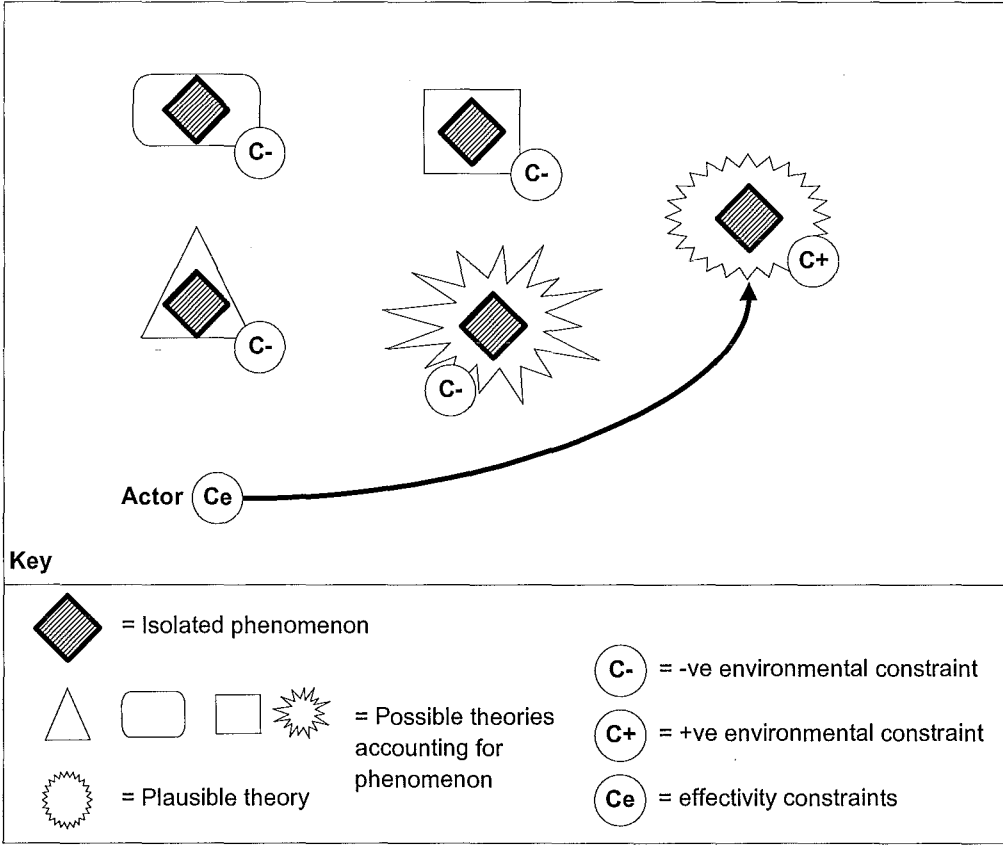 C-
C-
C+
C-
C-
Actor Ce
Key
= Isolated phenomenon
= Possible theories
accounting for
phenomenon
= Plausible theory
C- = -ve environmental constraint
C+ = +ve environmental constraint
Ce = effectivity constraints